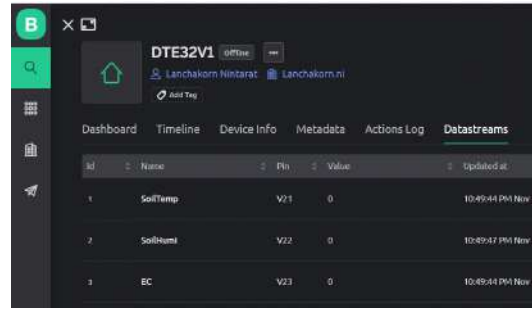 B
DTE32V1 Offline
Lanchakorn Nintarat Lanchakorn.ni
Add Tag
Dashboard Timeline Device Info Metadata Actions Log Datastreams
Id Name Pin Value Updated at
1 SoilTemp V21 0 10:49:44 PM Nov
2 SoilHumi V22 0 10:49:47 PM Nov
3 EC V23 0 10:49:44 PM Nov